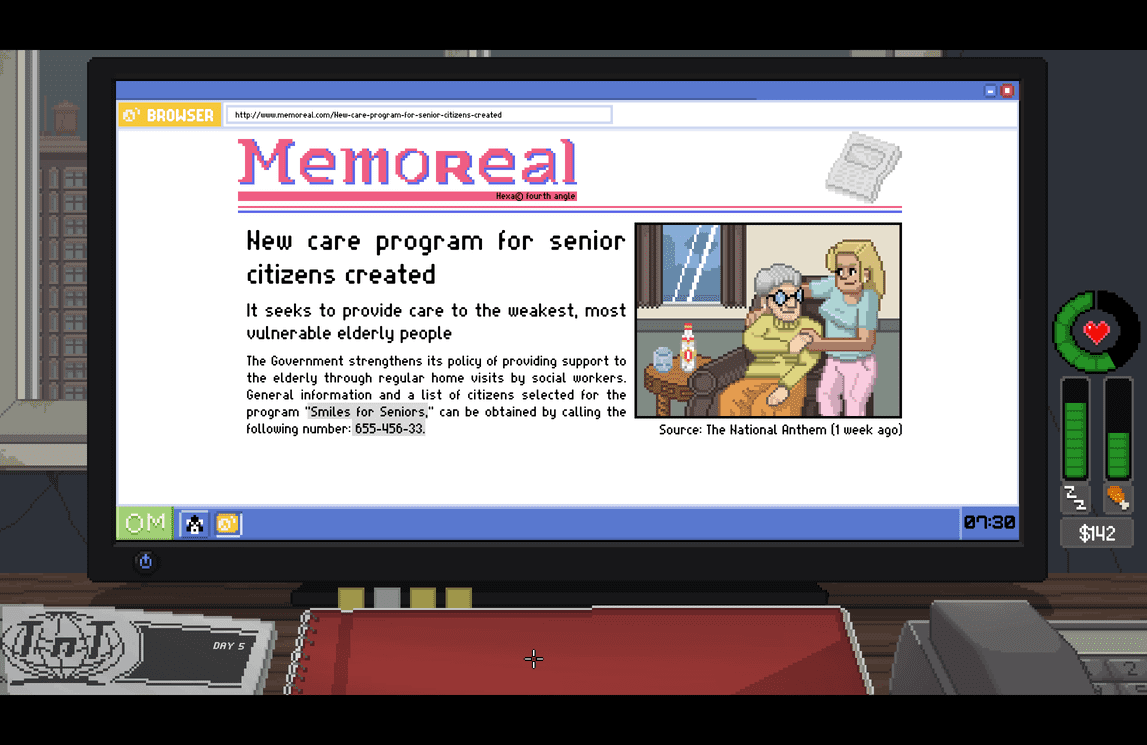 BROWSER
http://www.memoreal.com/New-care-program-for-senior-citizens-created
Memoreal
Hexa© fourth angle
New care program for senior
citizens created
It seeks to provide care to the weakest, most
vulnerable elderly people
The Government strengthens its policy of providing support to
the elderly through regular home visits by social workers.
General information and a list of citizens selected for the
program "Smiles for Seniors," can be obtained by calling the
following number: 655-456-33.
Source: The National Anthem (1 week ago)
OM
07:30
ZZZ
$142
TnT
DAY 5
2